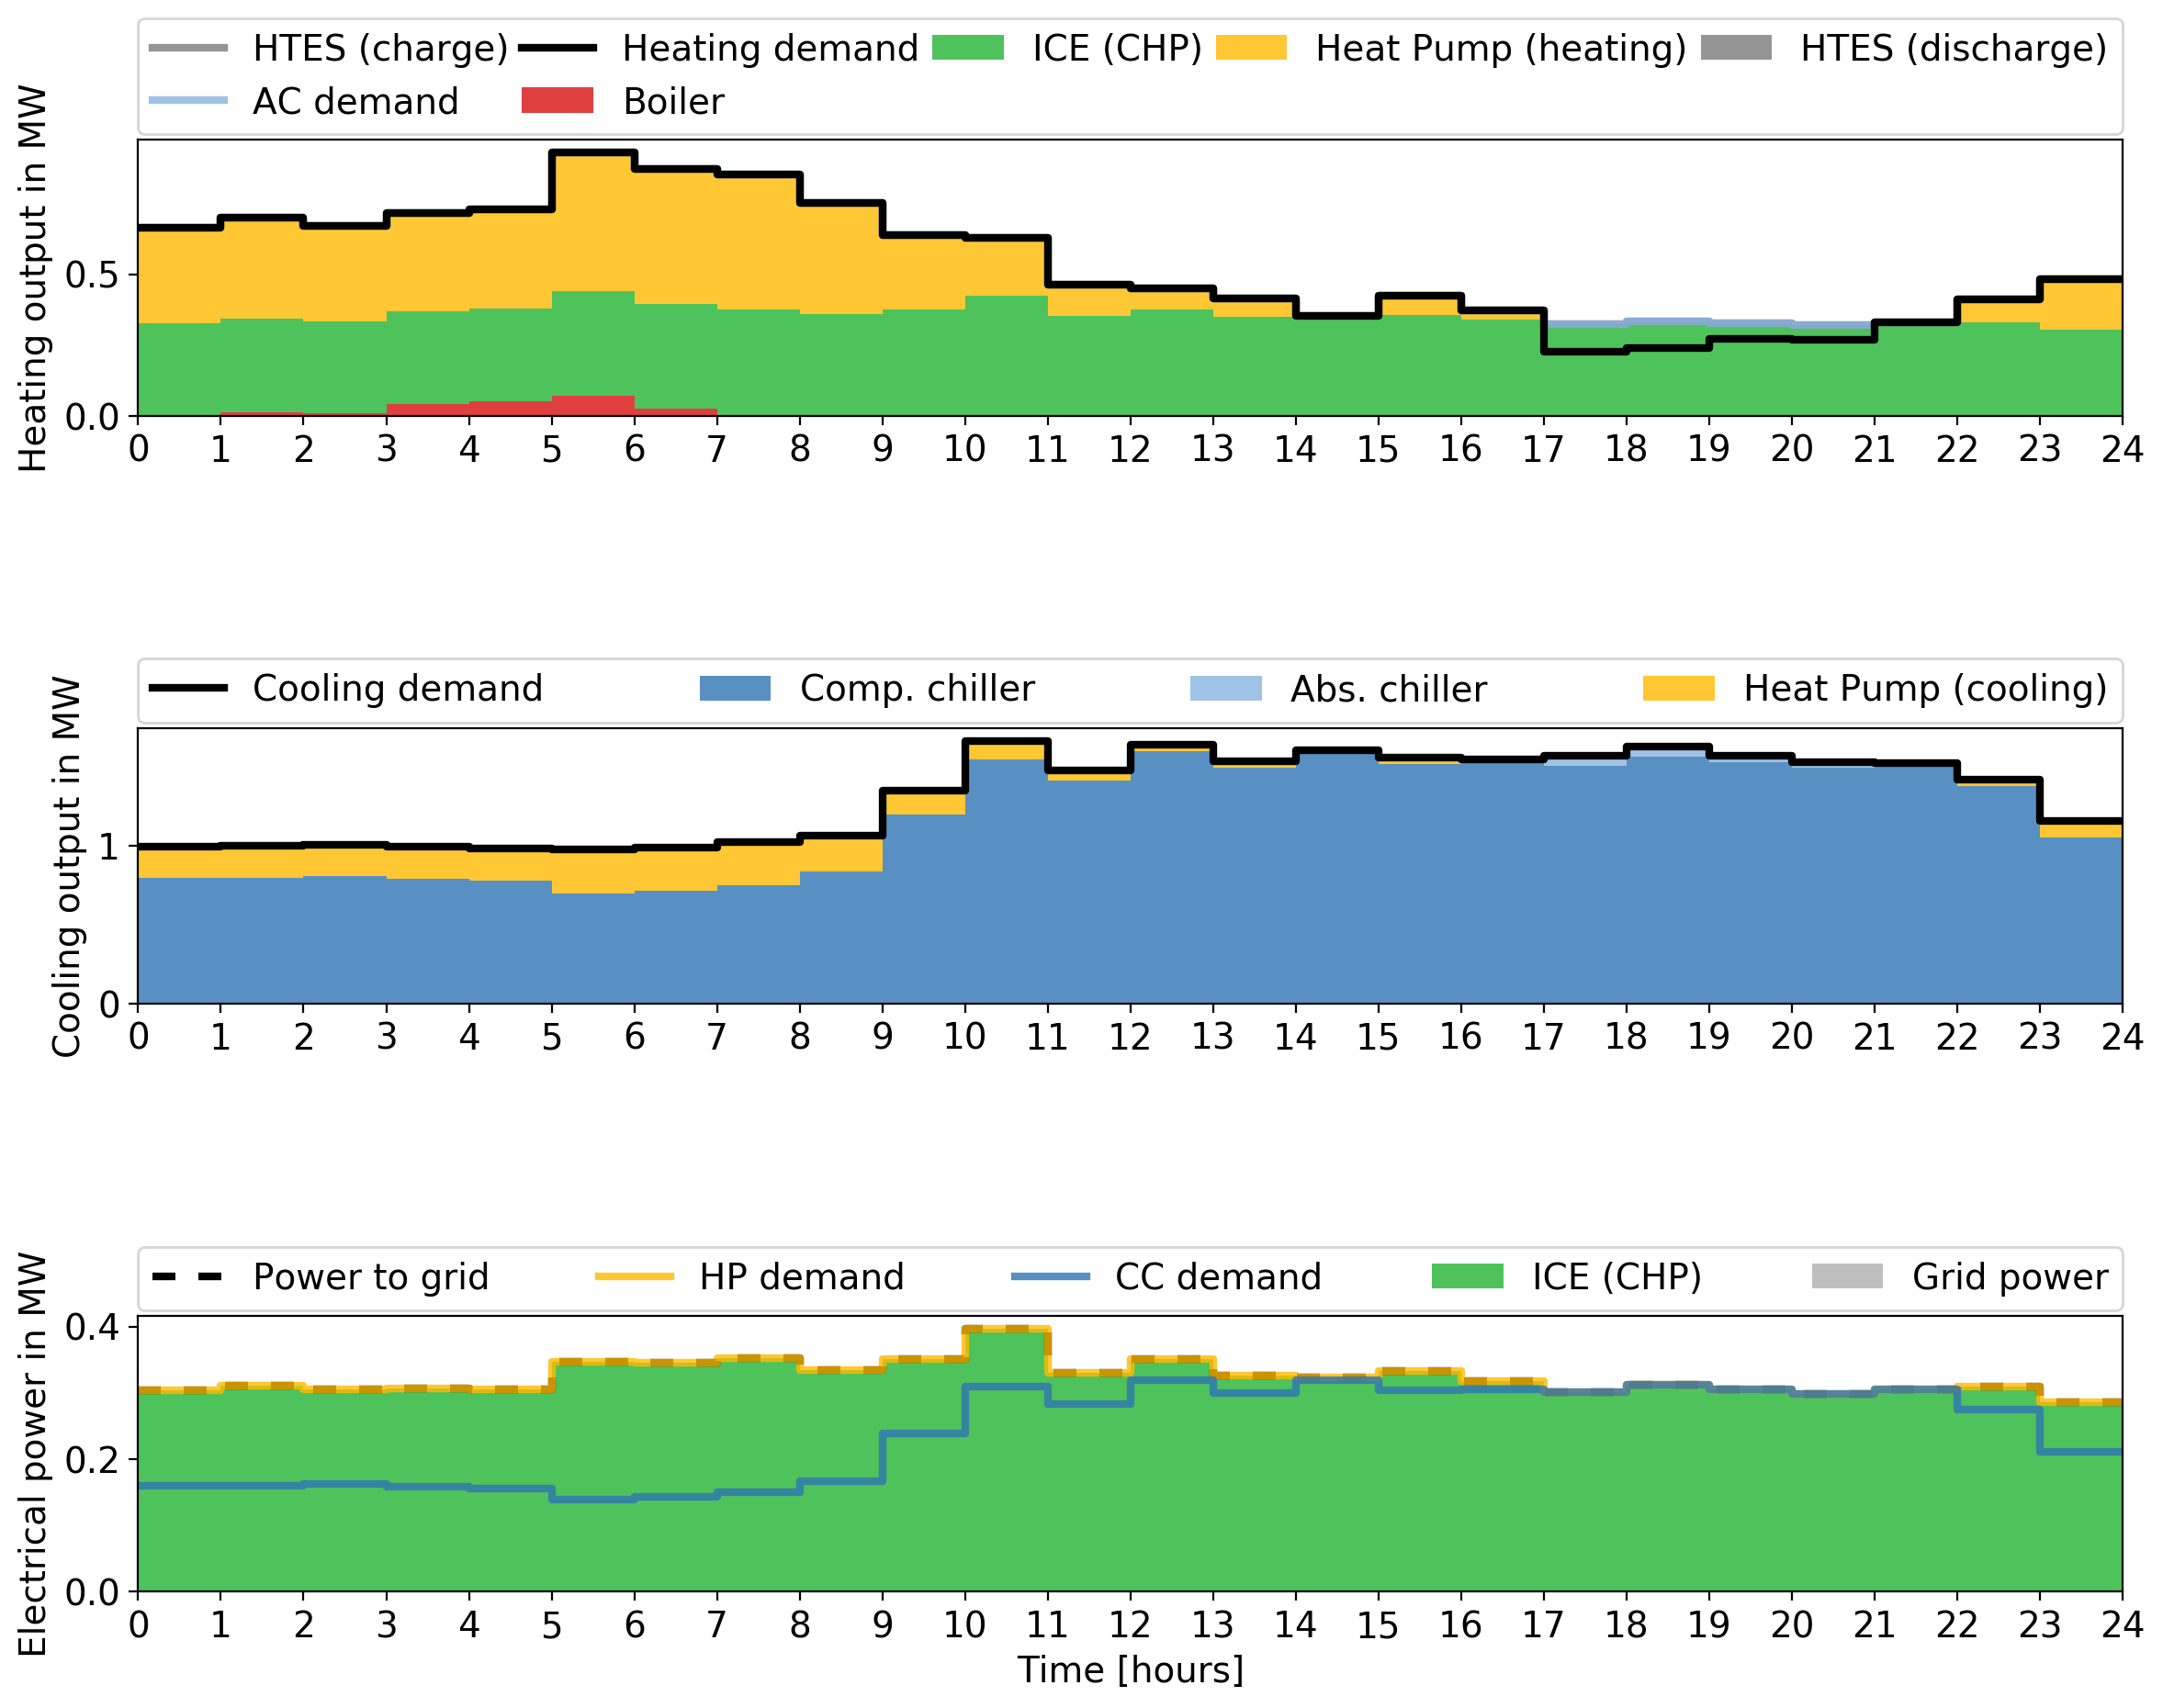 HTES (charge) Heating demand ICE (CHP) Heat Pump (heating) HTES (discharge)
AC demand Boiler
Heating output in MW
0.5
0.0
0 1 2 3 4 5 6 7 8 9 10 11 12 13 14 15 16 17 18 19 20 21 22 23 24
Cooling demand Comp. chiller Abs. chiller Heat Pump (cooling)
Cooling output in MW
1
0
0 1 2 3 4 5 6 7 8 9 10 11 12 13 14 15 16 17 18 19 20 21 22 23 24
Power to grid HP demand CC demand ICE (CHP) Grid power
Electrical power in MW
0.4
0.2
0.0
0 1 2 3 4 5 6 7 8 9 10 11 12 13 14 15 16 17 18 19 20 21 22 23 24
Time [hours]